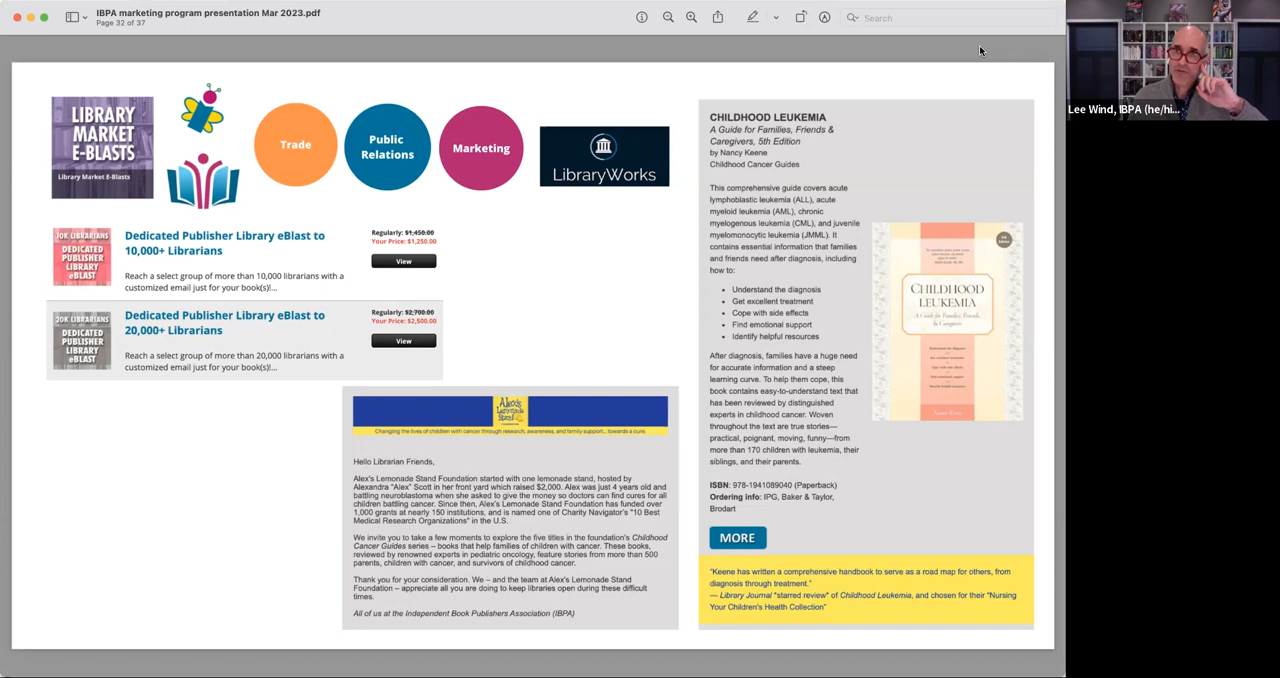 IBPA marketing program presentation Mar 2023.pdf
Page 32 of 37
Search
Lee Wind, IBPA (he/hi...
LIBRARY
MARKET
E-BLASTS
Library Market E-Blasts
Trade
Public
Relations
Marketing
LibraryWorks
10K LIBRARIANS
DEDICATED
PUBLISHER
LIBRARY
eBLAST
Dedicated Publisher Library eBlast to
10,000+ Librarians
Reach a select group of more than 10,000 librarians with a
customized email just for your book(s)!...
Regularly: $1,450.00
Your Price: $1,250.00
View
20K LIBRARIANS
DEDICATED
PUBLISHER
LIBRARY
eBLAST
Dedicated Publisher Library eBlast to
20,000+ Librarians
Reach a select group of more than 20,000 librarians with a
customized email just for your book(s)!...
Regularly: $2,700.00
Your Price: $2,500.00
View
Alex's
Lemonade
Stand
Changing the lives of children with cancer through research, awareness, and family support... towards a cure.
Hello Librarian Friends,
Alex's Lemonade Stand Foundation started with one lemonade stand, hosted by
Alexandra "Alex" Scott in her front yard which raised $2,000. Alex was just 4 years old and
battling neuroblastoma when she asked to give the money so doctors can find cures for all
children battling cancer. Since then, Alex's Lemonade Stand Foundation has funded over
1,000 grants at nearly 150 institutions, and is named one of Charity Navigator's "10 Best
Medical Research Organizations" in the U.S.
We invite you to take a few moments to explore the five titles in the foundation's Childhood
Cancer Guides series – books that help families of children with cancer. These books,
reviewed by renowned experts in pediatric oncology, feature stories from more than 500
parents, children with cancer, and survivors of childhood cancer.
Thank you for your consideration. We – and the team at Alex's Lemonade Stand
Foundation – appreciate all you are doing to keep libraries open during these difficult
times.
All of us at the Independent Book Publishers Association (IBPA)
CHILDHOOD LEUKEMIA
A Guide for Families, Friends &
Caregivers, 5th Edition
by Nancy Keene
Childhood Cancer Guides
This comprehensive guide covers acute
lymphoblastic leukemia (ALL), acute
myeloid leukemia (AML), chronic
myelogenous leukemia (CML), and juvenile
myelomonocytic leukemia (JMML). It
contains essential information that families
and friends need after diagnosis, including
how to:
• Understand the diagnosis
• Get excellent treatment
• Cope with side effects
• Find emotional support
• Identify helpful resources
After diagnosis, families have a huge need
for accurate information and a steep
learning curve. To help them cope, this
book contains easy-to-understand text that
has been reviewed by distinguished
experts in childhood cancer. Woven
throughout the text are true stories—
practical, poignant, moving, funny—from
more than 170 children with leukemia, their
siblings, and their parents.
ISBN: 978-1941089040 (Paperback)
Ordering info: IPG, Baker & Taylor,
Brodart
MORE
CHILDHOOD
LEUKEMIA
A Guide for Families, Friends,
& Caregivers
Nancy Keene
"Keene has written a comprehensive handbook to serve as a road map for others, from
diagnosis through treatment."
— Library Journal *starred review* of Childhood Leukemia, and chosen for their "Nursing
Your Children's Health Collection"